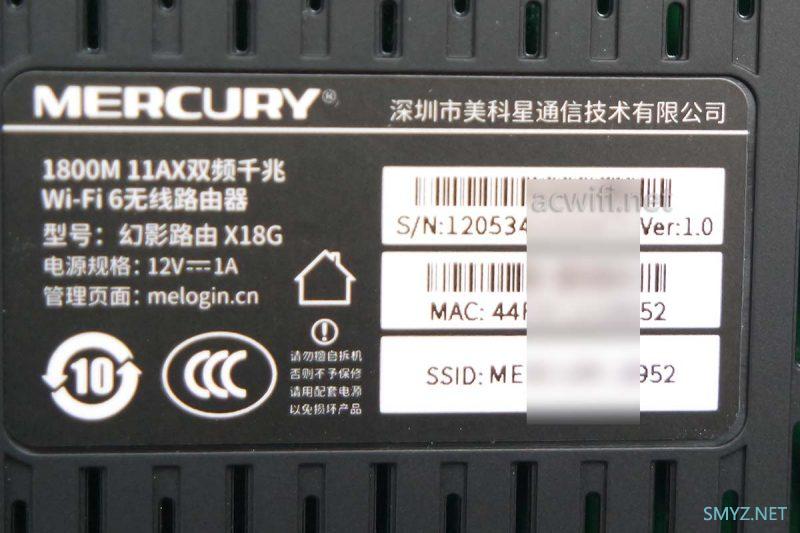 MERCURY®
深圳市美科星通信技术有限公司
1800M 11AX双频千兆
Wi-Fi 6无线路由器
型号：幻影路由 X18G
电源规格：12V⎓1A
管理页面：melogin.cn
10
CCC
请勿擅自拆机
否则不予保修
请用配套电源
以免损坏产品
acwifi.net
S/N:120534 Ver:1.0
MAC: 44 52
SSID: ME 952
SMYZ.NET